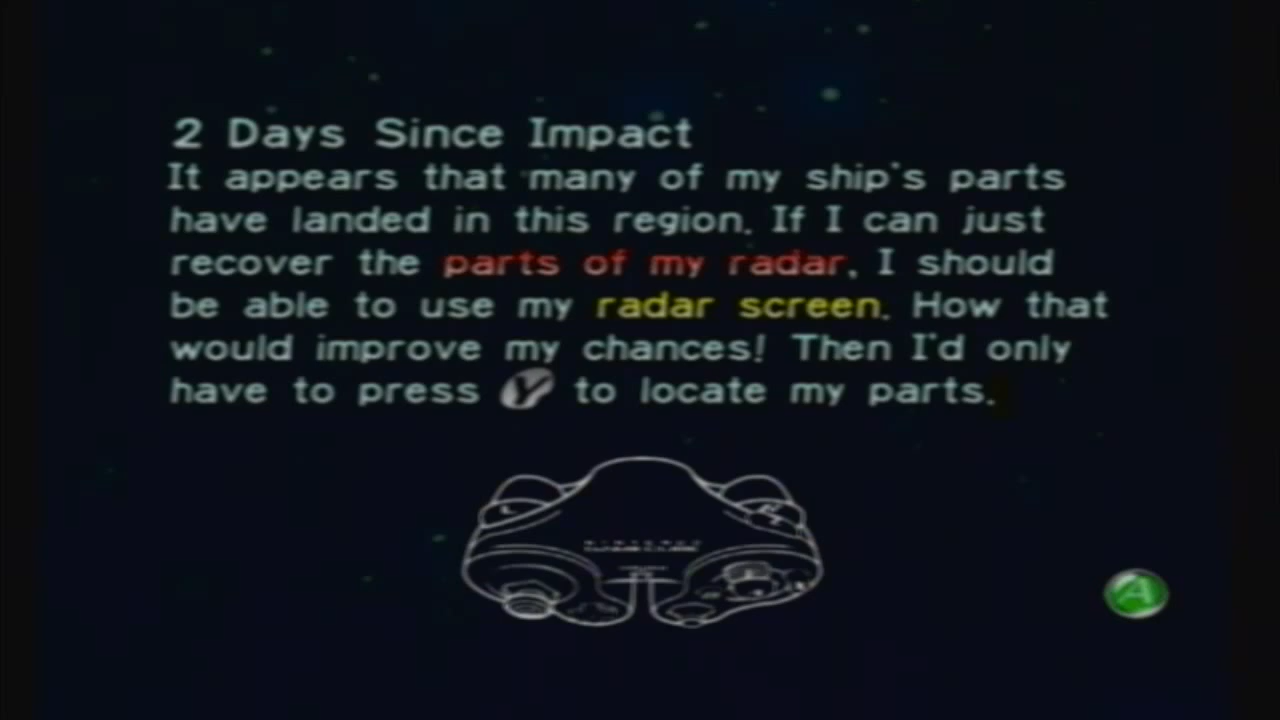 2 Days Since Impact
It appears that many of my ship's parts
have landed in this region. If I can just
recover the parts of my radar, I should
be able to use my radar screen. How that
would improve my chances! Then I'd only
have to press Y to locate my parts.
A